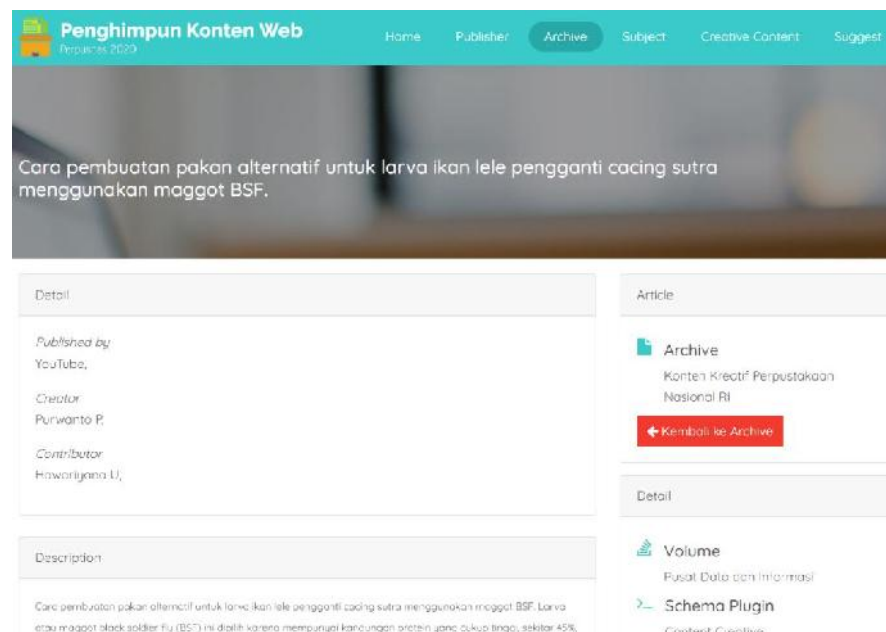 Penghimpun Konten Web
Perpusnas 2020
Home Publisher Archive Subject Creative Content Suggest
Cara pembuatan pakan alternatif untuk larva ikan lele pengganti cacing sutra
menggunakan maggot BSF.
Detail
Published by
YouTube,
Creator
Purwanto P,
Contributor
Hawariyana U,
Description
Cara pembuatan pakan alternatif untuk larva ikan lele pengganti cacing sutra menggunakan maggot BSF. Larva
atau maggot black soldier fly (BSF) ini dipilih karena mempunyai kandungan protein yang cukup tinggi, sekitar 45%,
Article
Archive
Konten Kreatif Perpustakaan
Nasional RI
Kembali ke Archive
Detail
Volume
Pusat Data dan Informasi
Schema Plugin
Content Creative